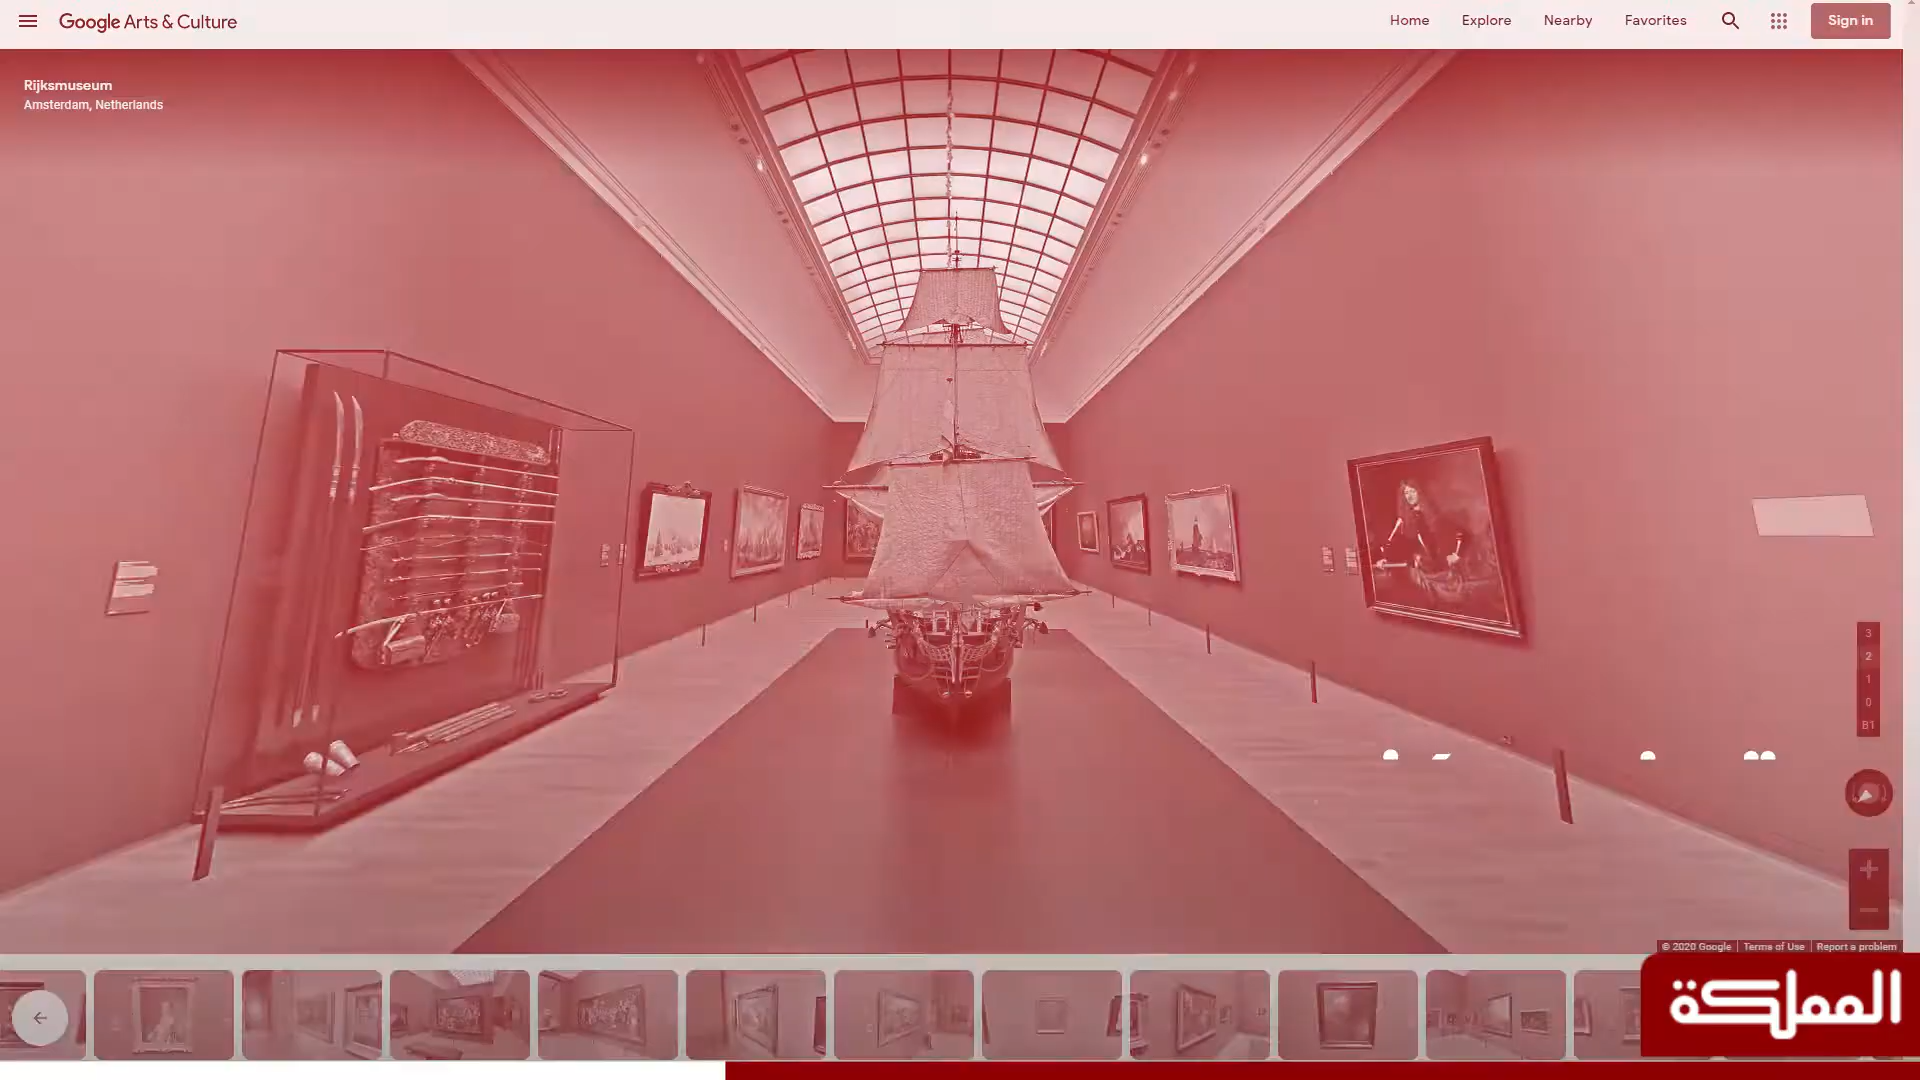 Google Arts & Culture
Home
Explore
Nearby
Favorites
Sign in
Rijksmuseum
Amsterdam, Netherlands
3
2
1
0
B1
© 2020 Google
Terms of Use
Report a problem
المملكة